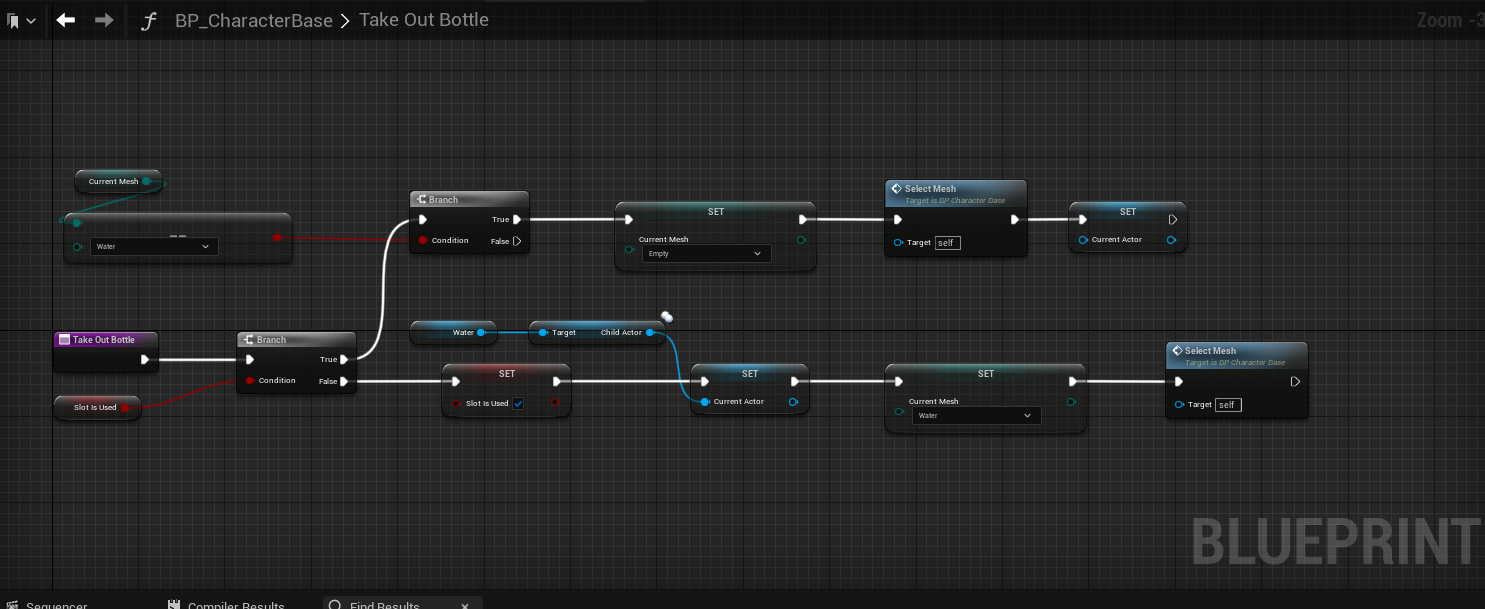 BP_CharacterBase > Take Out Bottle
Zoom -3
Current Mesh
==
Water
Branch
True
Condition
False
SET
Current Mesh
Empty
Select Mesh
Target is BP Character Base
Target self
SET
Current Actor
Take Out Bottle
Slot Is Used
Branch
True
Condition
False
Water
Target Child Actor
SET
Slot Is Used
SET
Current Actor
SET
Current Mesh
Water
Select Mesh
Target is BP Character Base
Target self
BLUEPRINT
Sequencer
Compiler Results
Find Results